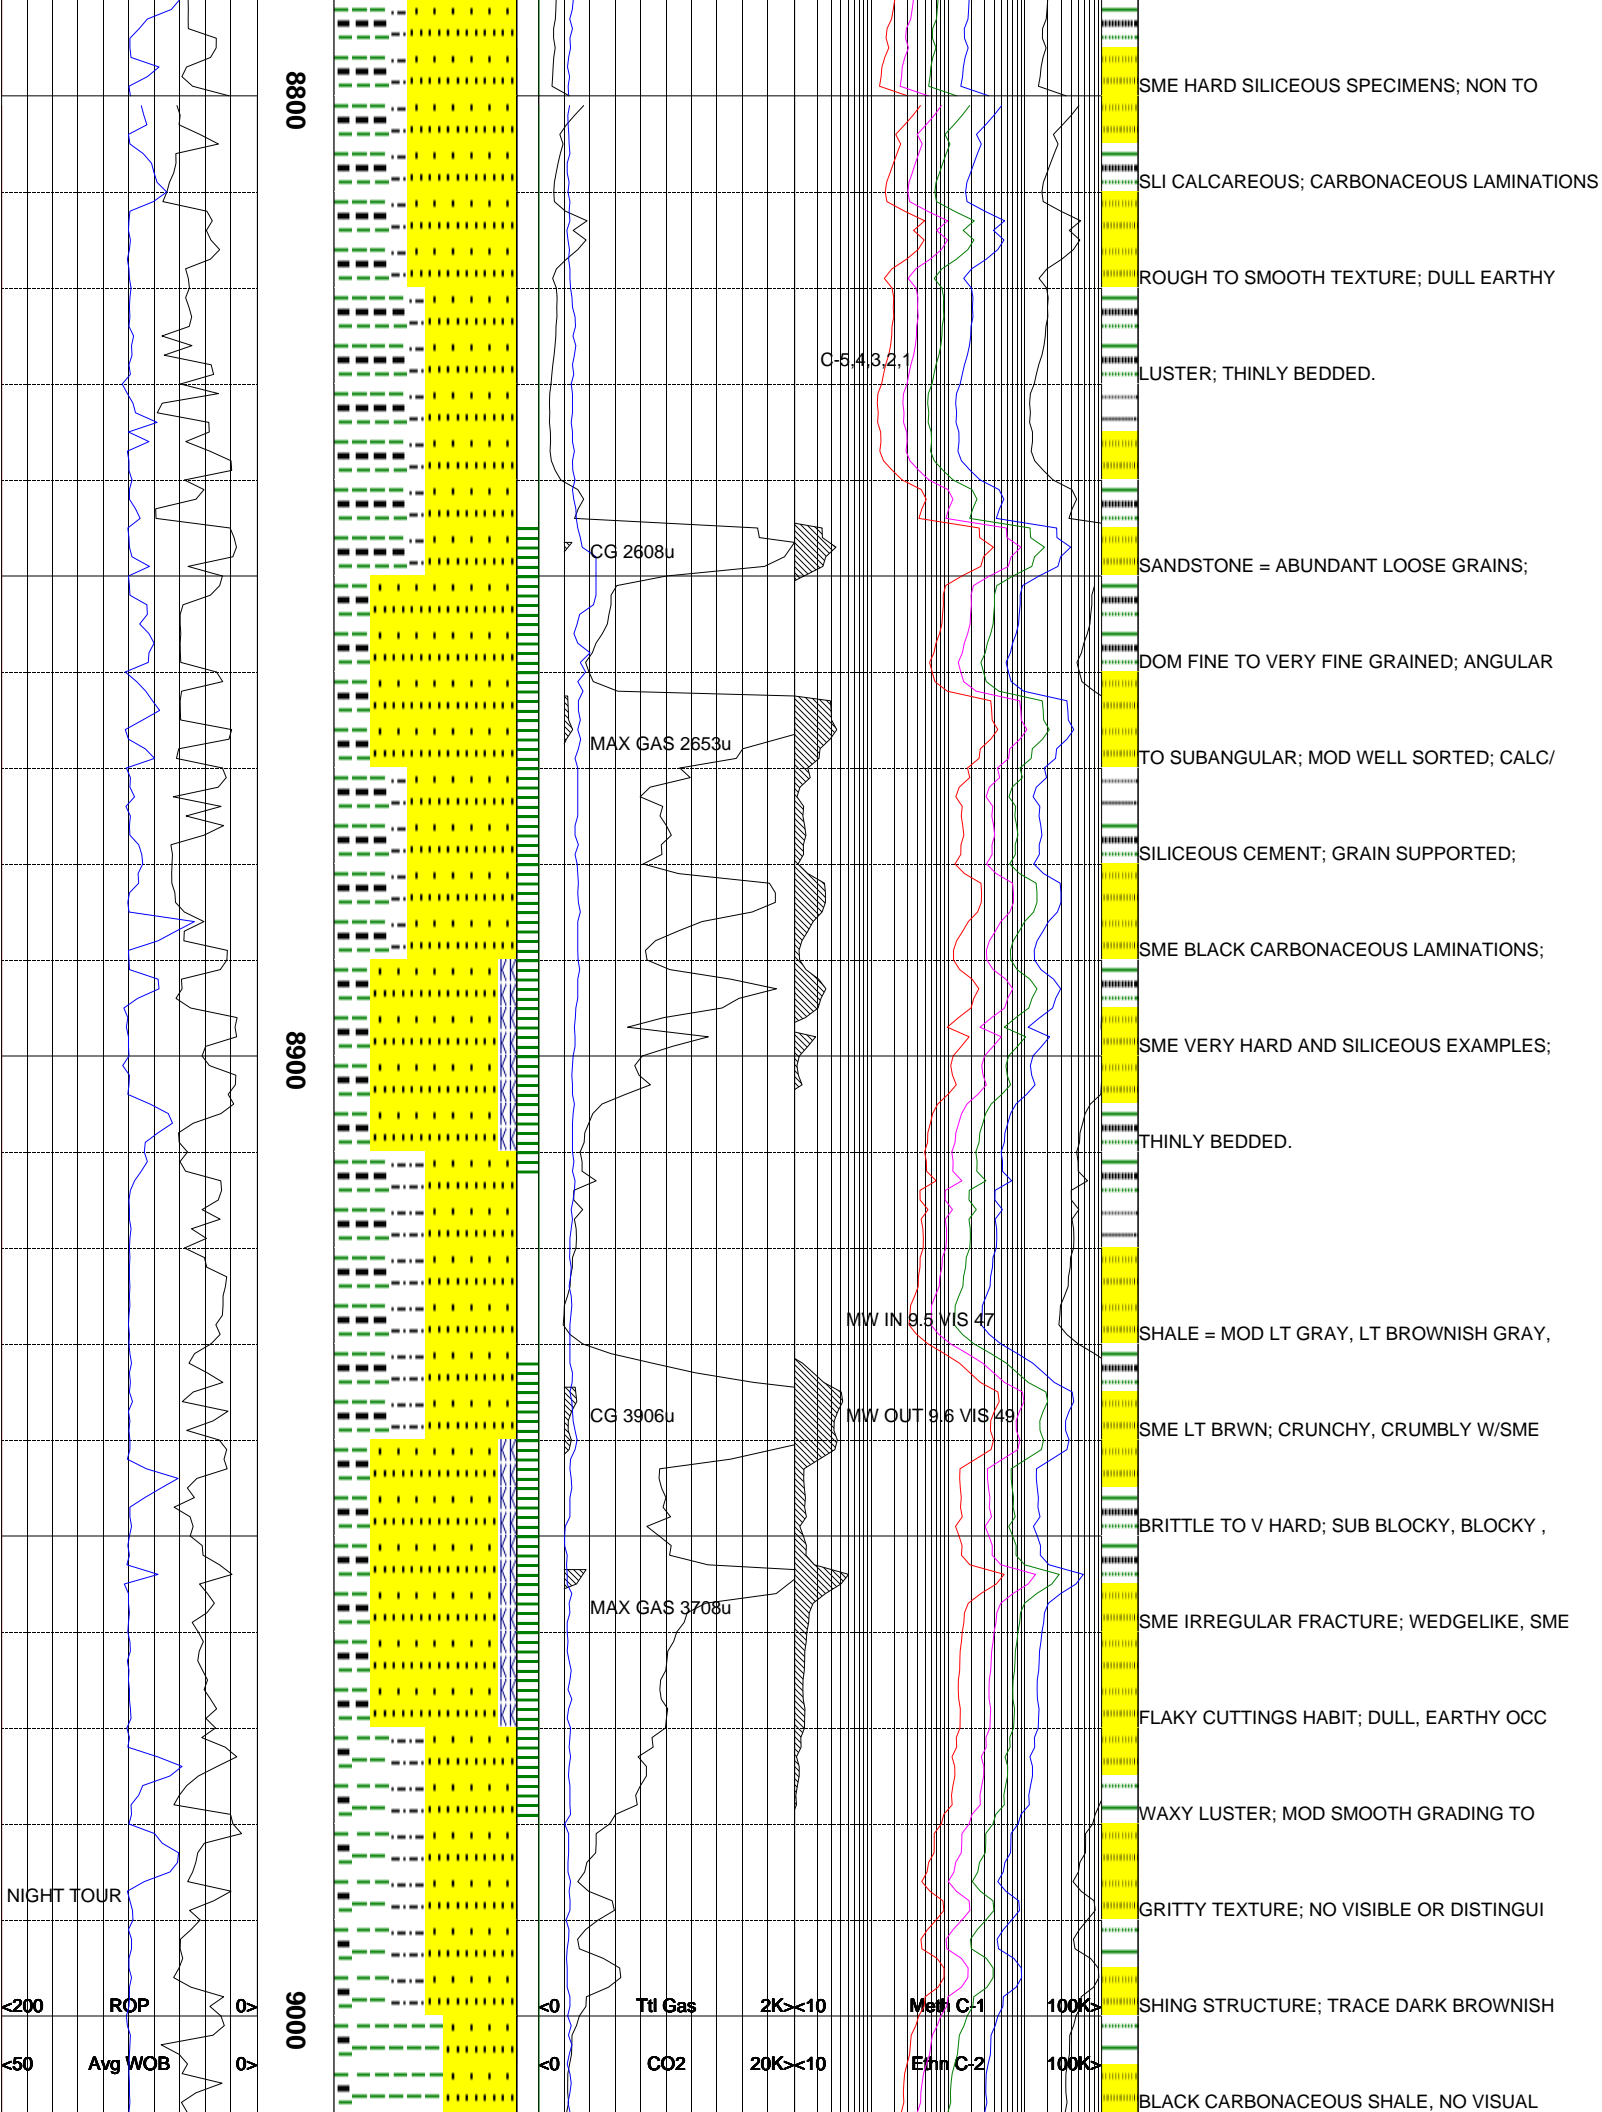 8800
SME HARD SILICEOUS SPECIMENS; NON TO
SLI CALCAREOUS; CARBONACEOUS LAMINATIONS
ROUGH TO SMOOTH TEXTURE; DULL EARTHY
C-5,4,3,2,1
LUSTER; THINLY BEDDED.
CG 2608u
SANDSTONE = ABUNDANT LOOSE GRAINS;
DOM FINE TO VERY FINE GRAINED; ANGULAR
MAX GAS 2653u
TO SUBANGULAR; MOD WELL SORTED; CALC/
SILICEOUS CEMENT; GRAIN SUPPORTED;
SME BLACK CARBONACEOUS LAMINATIONS;
8900
SME VERY HARD AND SILICEOUS EXAMPLES;
THINLY BEDDED.
MW IN 9.5 VIS 47
SHALE = MOD LT GRAY, LT BROWNISH GRAY,
CG 3906u
MW OUT 9.6 VIS 49
SME LT BRWN; CRUNCHY, CRUMBLY W/SME
BRITTLE TO V HARD; SUB BLOCKY, BLOCKY ,
MAX GAS 3708u
SME IRREGULAR FRACTURE; WEDGELIKE, SME
FLAKY CUTTINGS HABIT; DULL, EARTHY OCC
WAXY LUSTER; MOD SMOOTH GRADING TO
NIGHT TOUR
GRITTY TEXTURE; NO VISIBLE OR DISTINGUI
<200 ROP 0>
9000
<0 Ttl Gas 2K>
<10 Meth C-1 100K>
SHING STRUCTURE; TRACE DARK BROWNISH
<50 Avg WOB 0>
<0 CO2 20K>
<10 Ethn C-2 100K>
BLACK CARBONACEOUS SHALE, NO VISUAL